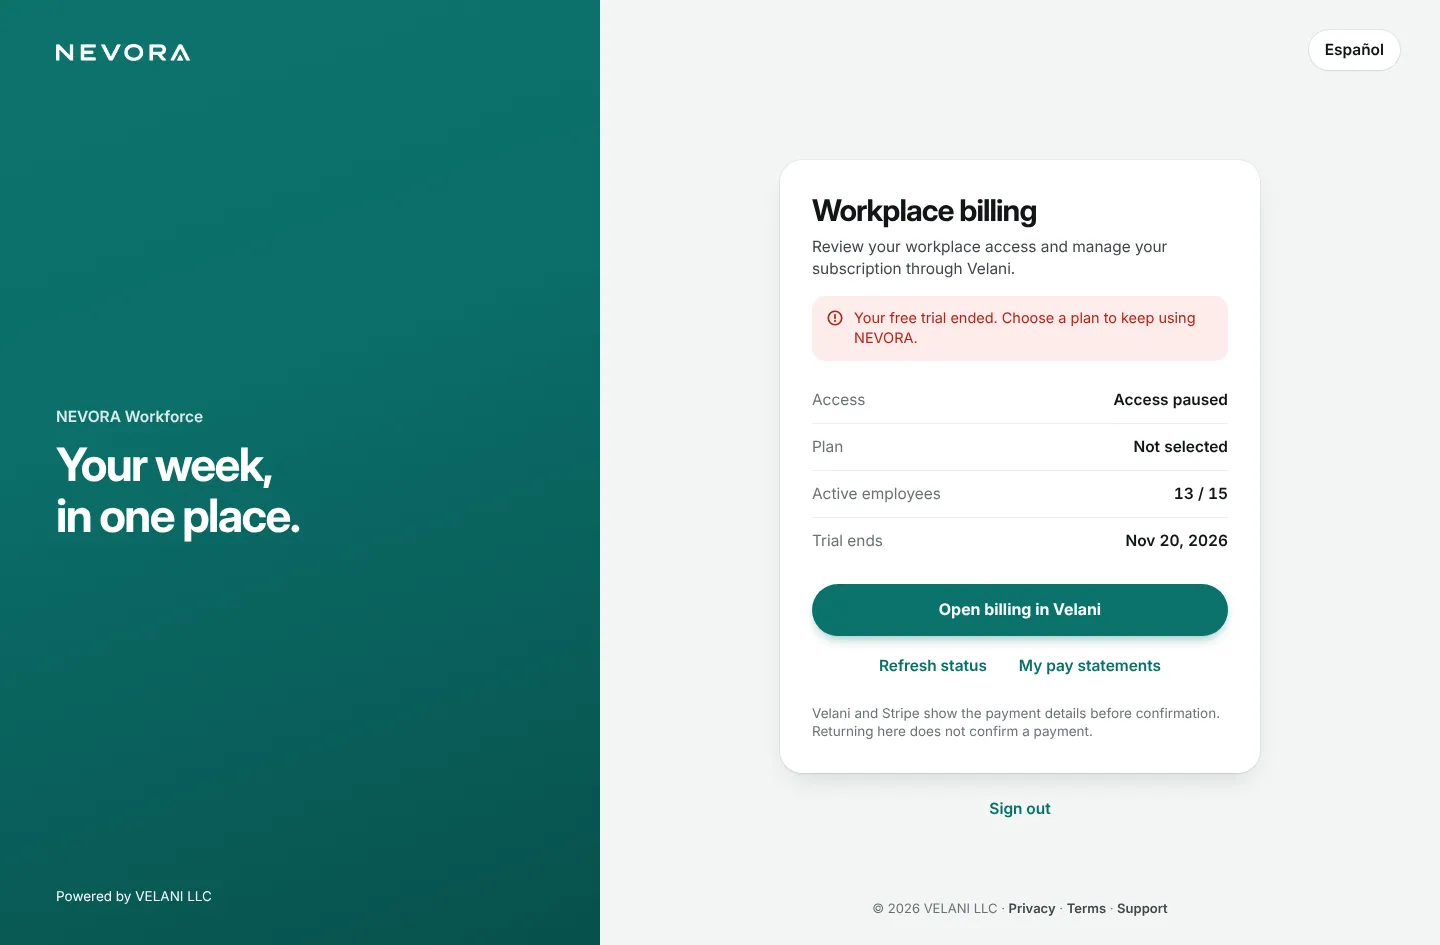 NEVORA
Español
Workplace billing
Review your workplace access and manage your
subscription through Velani.
Your free trial ended. Choose a plan to keep using
NEVORA.
Access Access paused
Plan Not selected
Active employees 13 / 15
Trial ends Nov 20, 2026
Open billing in Velani
Refresh status My pay statements
Velani and Stripe show the payment details before confirmation.
Returning here does not confirm a payment.
Sign out
NEVORA Workforce
Your week,
in one place.
Powered by VELANI LLC
© 2026 VELANI LLC · Privacy · Terms · Support